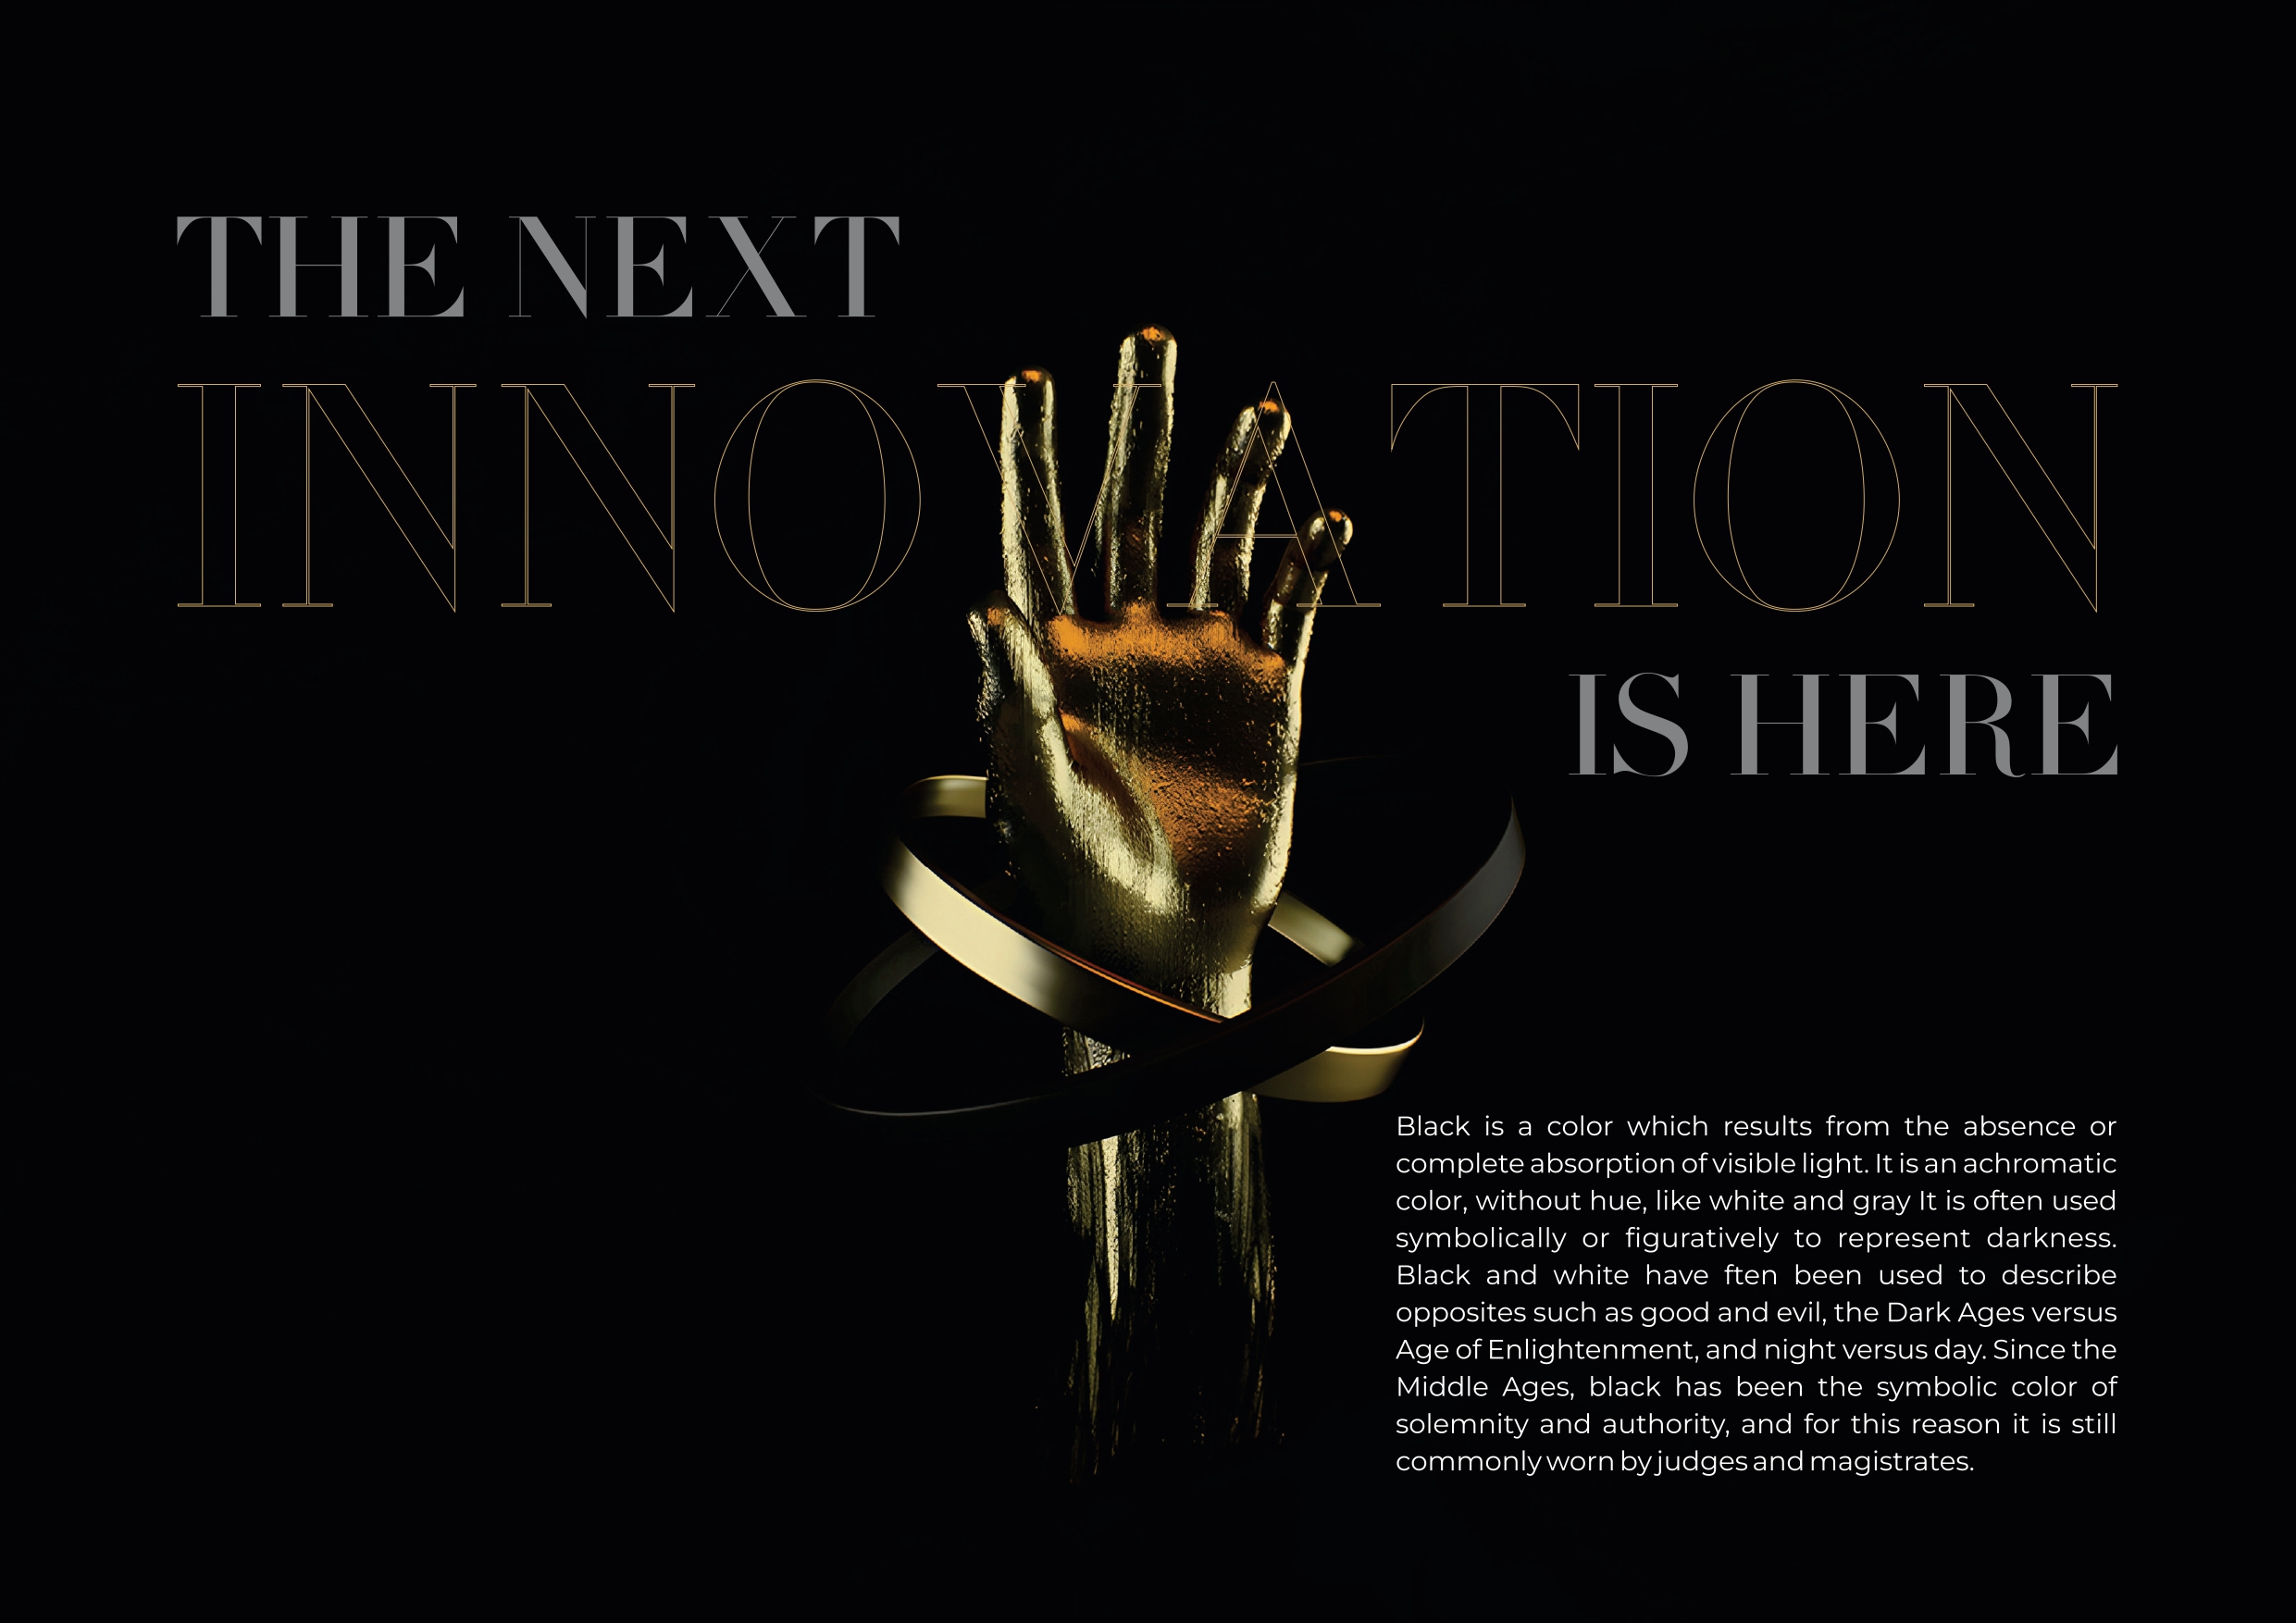 THE NEXT
INNOVATION
IS HERE
Black is a color which results from the absence or
complete absorption of visible light. It is an achromatic
color, without hue, like white and gray It is often used
symbolically or figuratively to represent darkness.
Black and white have ften been used to describe
opposites such as good and evil, the Dark Ages versus
Age of Enlightenment, and night versus day. Since the
Middle Ages, black has been the symbolic color of
solemnity and authority, and for this reason it is still
commonly worn by judges and magistrates.